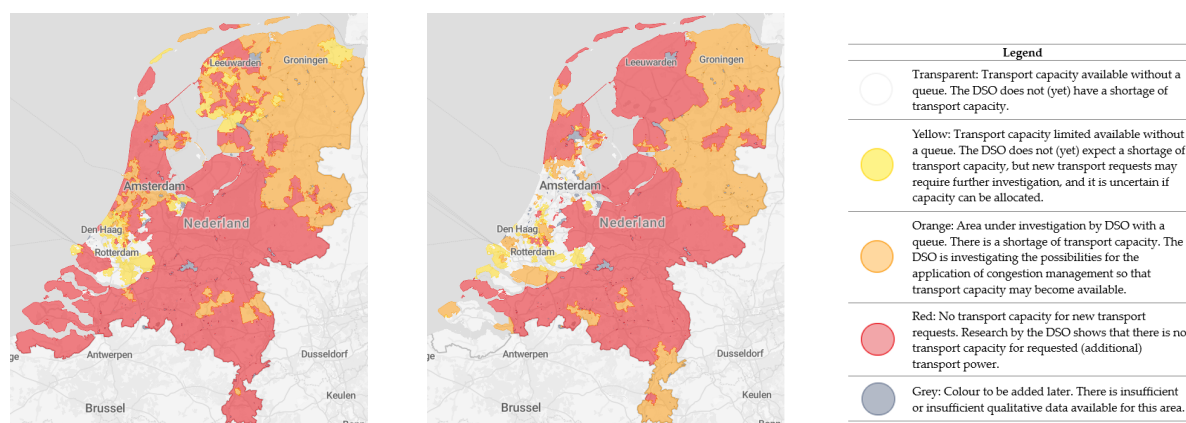 Leeuwarden
Groningen
Amsterdam
Nederland
Den Haag
Rotterdam
ge
Antwerpen
Dusseldorf
Brussel
Keulen
Leeuwarden
Groningen
Amsterdam
Nederland
Den Haag
Rotterdam
ge
Antwerpen
Dusseldorf
Brussel
Keulen
Legend
Transparent: Transport capacity available without a
queue. The DSO does not (yet) have a shortage of
transport capacity.
Yellow: Transport capacity limited available without
a queue. The DSO does not (yet) expect a shortage of
transport capacity, but new transport requests may
require further investigation, and it is uncertain if
capacity can be allocated.
Orange: Area under investigation by DSO with a
queue. There is a shortage of transport capacity. The
DSO is investigating the possibilities for the
application of congestion management so that
transport capacity may become available.
Red: No transport capacity for new transport
requests. Research by the DSO shows that there is no
transport capacity for requested (additional)
transport power.
Grey: Colour to be added later. There is insufficient
or insufficient qualitative data available for this area.